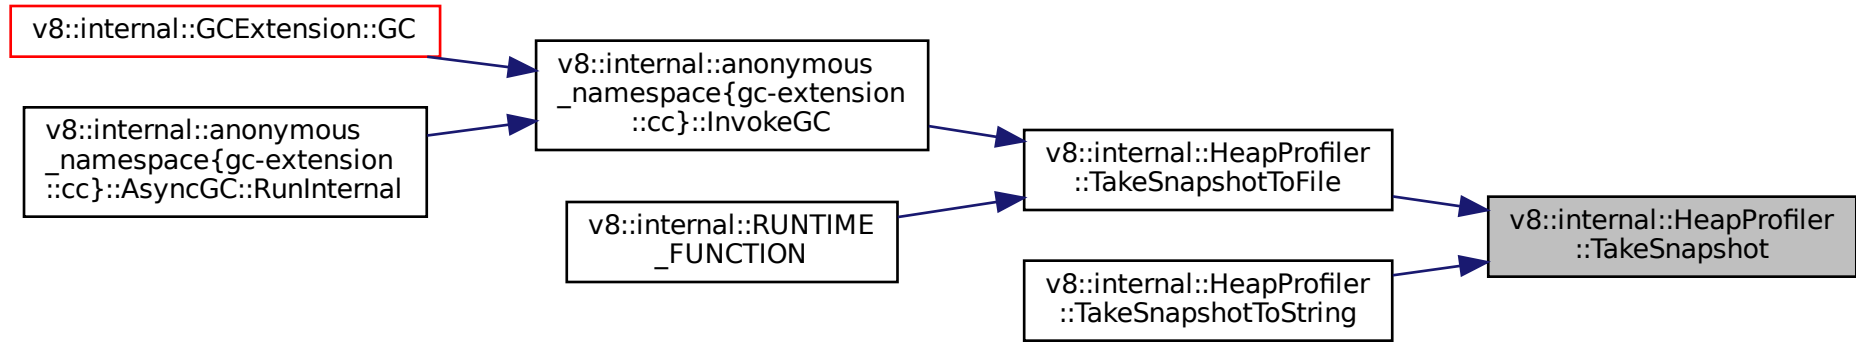 v8::internal::GCExtension::GC
v8::internal::anonymous
_namespace{gc-extension
::cc}::AsyncGC::RunInternal
v8::internal::anonymous
_namespace{gc-extension
::cc}::InvokeGC
v8::internal::RUNTIME
_FUNCTION
v8::internal::HeapProfiler
::TakeSnapshotToFile
v8::internal::HeapProfiler
::TakeSnapshotToString
v8::internal::HeapProfiler
::TakeSnapshot